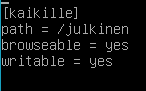 [kaikille]
path = /julkinen
browseable = yes
writable = yes